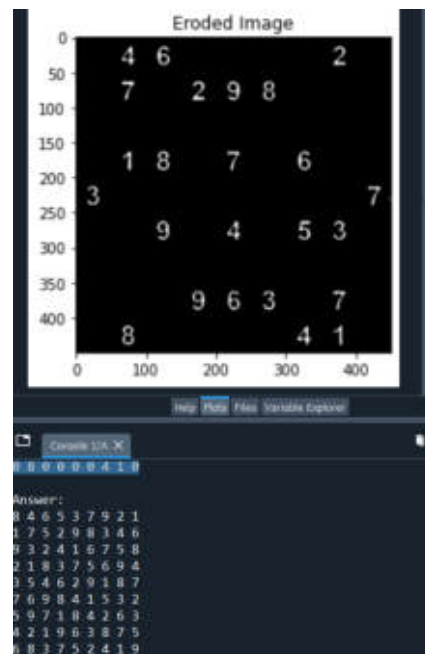 Eroded Image
0
4 6 2
50
7 2 9 8
100
150
1 8 7 6
200
3 7
250
9 4 5 3
300
350
9 6 3 7
400
8 4 1
0 100 200 300 400
Help Plots Files Variable Explorer
Console 1/A X
0 8 0 0 0 0 4 1 0
Answer:
8 4 6 5 3 7 9 2 1
1 7 5 2 9 8 3 4 6
9 3 2 4 1 6 7 5 8
2 1 8 3 7 5 6 9 4
3 5 4 6 2 9 1 8 7
7 6 9 8 4 1 5 3 2
5 9 7 1 8 4 2 6 3
4 2 1 9 6 3 8 7 5
6 8 3 7 5 2 4 1 9